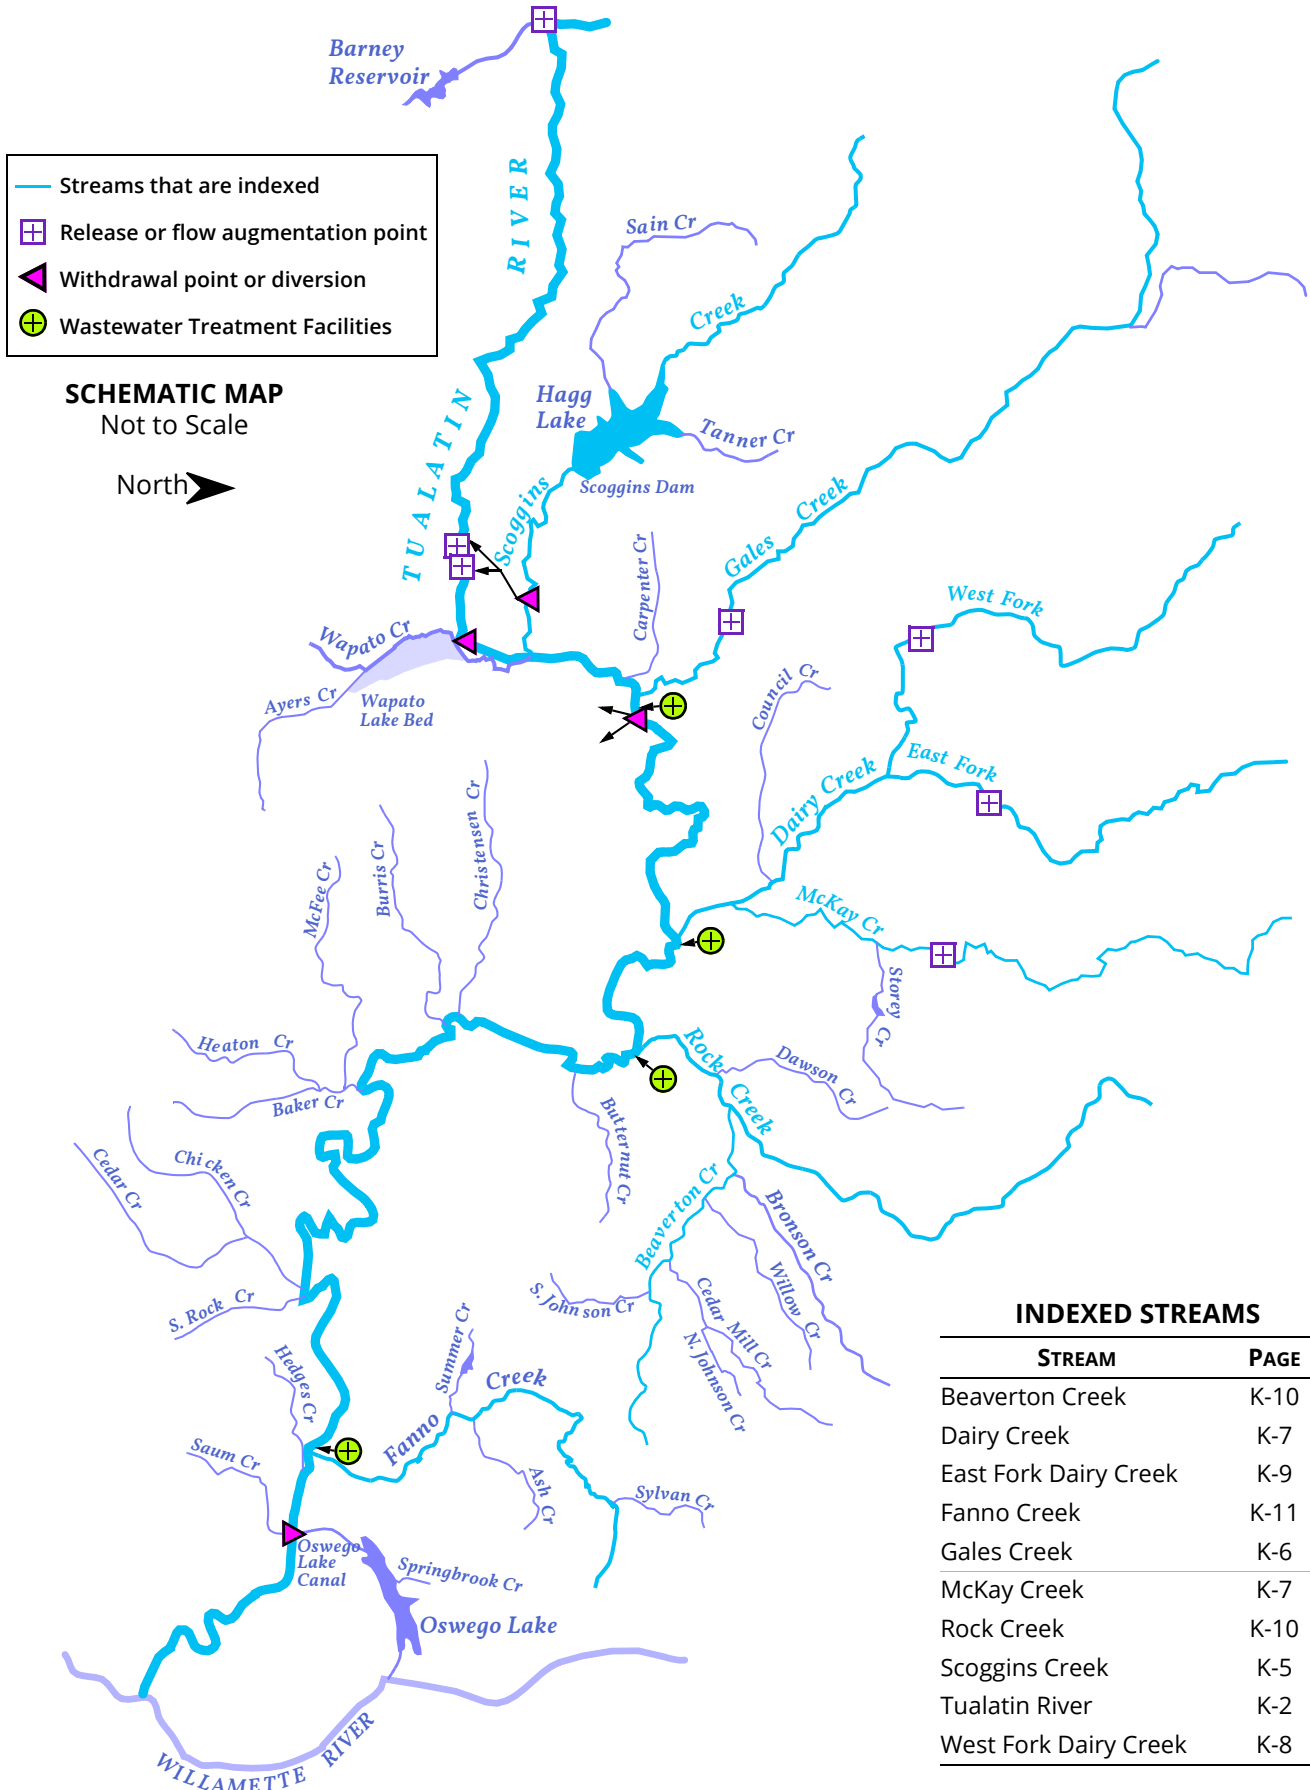 Barney
Reservoir
Streams that are indexed
Release or flow augmentation point
Withdrawal point or diversion
Wastewater Treatment Facilities
SCHEMATIC MAP
Not to Scale
North
TUALATIN
RIVER
Sain Cr
Creek
Hagg
Lake
Tanner Cr
Scoggins Dam
Scoggins
Carpenter Cr
Gales
Creek
West Fork
Wapato Cr
Ayers Cr
Wapato
Lake Bed
Council Cr
East Fork
Dairy Creek
Christensen Cr
Burris Cr
McFee Cr
McKay Cr
Storey
Cr
Heaton Cr
Baker Cr
Rock
Creek
Dawson Cr
Butternut Cr
Cedar Cr
Chicken Cr
Beaverton Cr
Bronson Cr
Willow Cr
S. Johnson Cr
Cedar Mill Cr
N. Johnson Cr
S. Rock Cr
Hedges Cr
Summer Cr
Fanno
Creek
Saum Cr
Ash Cr
Sylvan Cr
Oswego
Lake
Canal
Springbrook Cr
Oswego Lake
WILLAMETTE RIVER
INDEXED STREAMS
STREAM PAGE
Beaverton Creek K-10
Dairy Creek K-7
East Fork Dairy Creek K-9
Fanno Creek K-11
Gales Creek K-6
McKay Creek K-7
Rock Creek K-10
Scoggins Creek K-5
Tualatin River K-2
West Fork Dairy Creek K-8